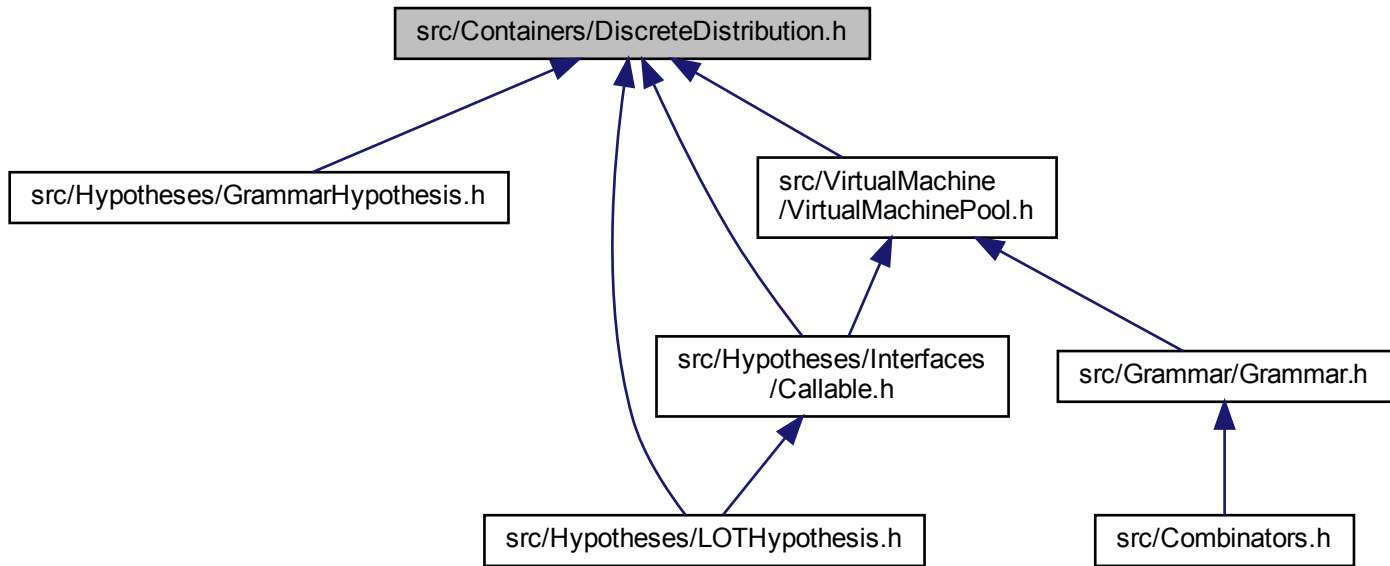 src/Containers/DiscreteDistribution.h
src/Hypotheses/GrammarHypothesis.h
src/VirtualMachine
/VirtualMachinePool.h
src/Hypotheses/Interfaces
/Callable.h
src/Grammar/Grammar.h
src/Hypotheses/LOTHypothesis.h
src/Combinators.h